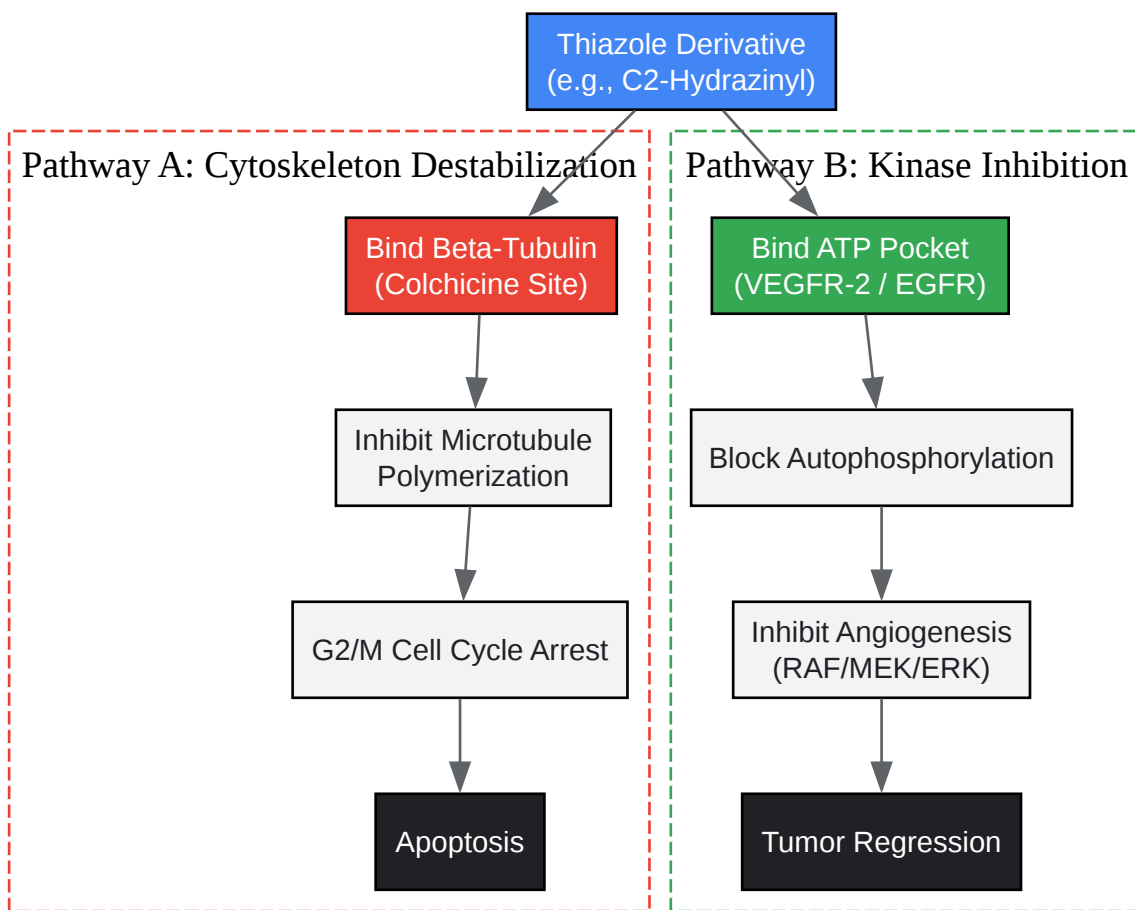 Thiazole Derivative
(e.g., C2-Hydrazinyl)
Pathway A: Cytoskeleton Destabilization
Bind Beta-Tubulin
(Colchicine Site)
Inhibit Microtubule
Polymerization
G2/M Cell Cycle Arrest
Apoptosis
Pathway B: Kinase Inhibition
Bind ATP Pocket
(VEGFR-2 / EGFR)
Block Autophosphorylation
Inhibit Angiogenesis
(RAF/MEK/ERK)
Tumor Regression